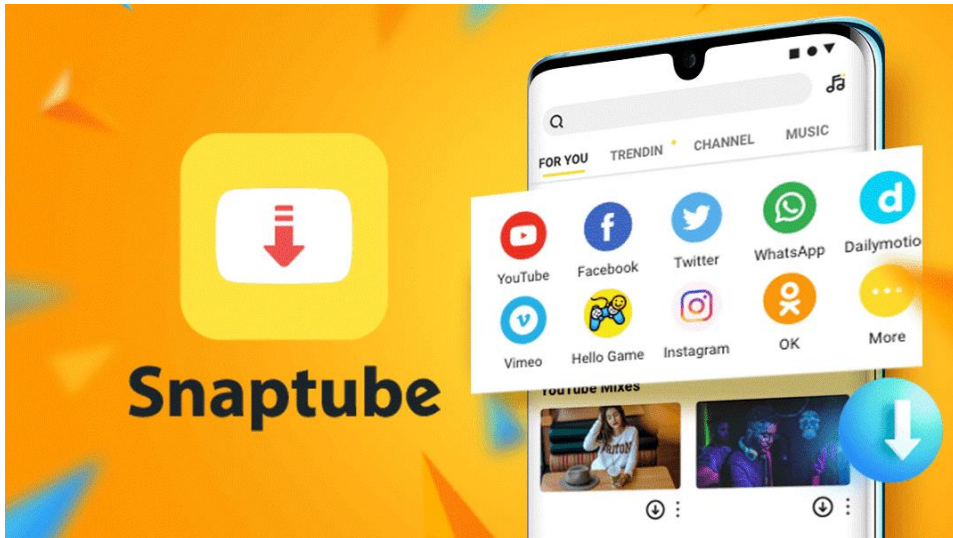 Snaptube
FOR YOU
TRENDIN
CHANNEL
MUSIC
YouTube
Facebook
Twitter
WhatsApp
Dailymotio
Vimeo
Hello Game
Instagram
OK
More
YouTube Mixes